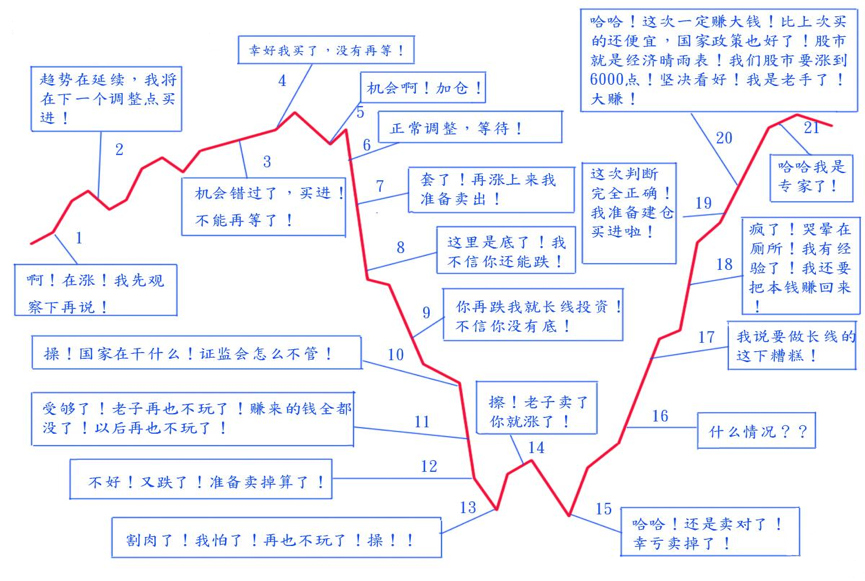 啊！在涨！我先观
察下再说！
1
趋势在延续，我将
在下一个调整点买
进！
2
机会错过了，买进！
不能再等了！
3
幸好我买了，没有再等！
4
机会啊！加仓！
5
正常调整，等待！
6
套了！再涨上来我
准备卖出！
7
这里是底了！我
不信你还能跌！
8
你再跌我就长线投资！
不信你没有底！
9
操！国家在干什么！证监会怎么不管！
10
受够了！老子再也不玩了！赚来的钱全都
没了！以后再也不玩了！
11
不好！又跌了！准备卖掉算了！
12
割肉了！我怕了！再也不玩了！操！！
13
擦！老子卖了
你就涨了！
14
哈哈！还是卖对了！
幸亏卖掉了！
15
什么情况？？
16
我说要做长线的
这下糟糕！
17
疯了！哭晕在
厕所！我有经
验了！我还要
把本钱赚回来
！
18
这次判断
完全正确！
我准备建仓
买进啦！
19
哈哈！这次一定赚大钱！比上次买
的还便宜，国家政策也好了！股市
就是经济晴雨表！我们股市要涨到
6000点！坚决看好！我是老手了！
大赚！
20
哈哈我是
专家了！
21